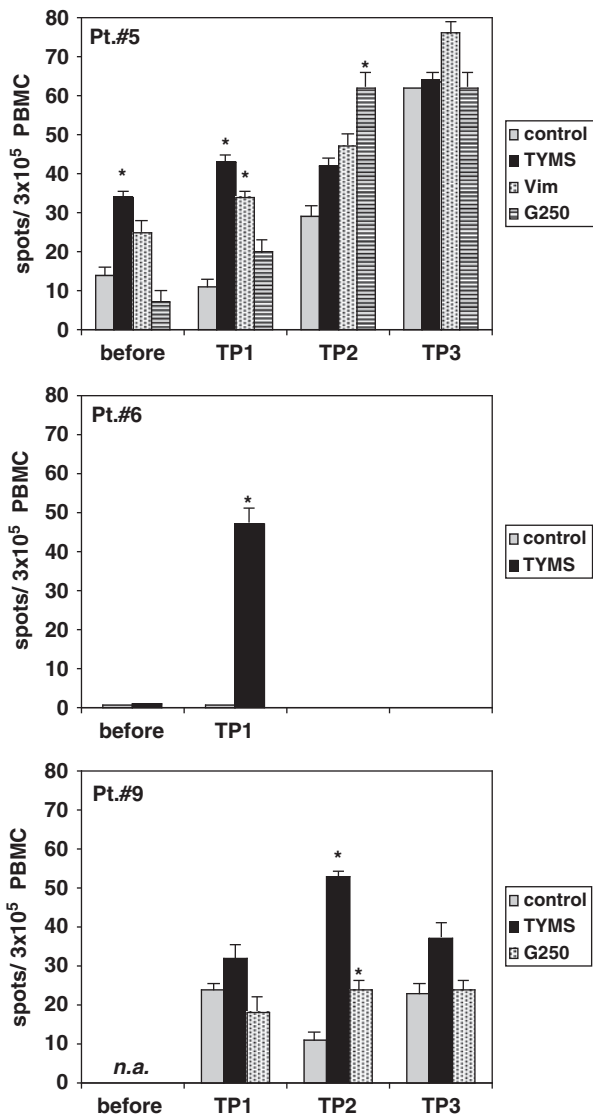 Pt.#5
80
70
60
50
40
30
20
10
0
spots/ 3x10⁵ PBMC
*
*
*
*
before TP1 TP2 TP3
control
TYMS
Vim
G250
Pt.#6
80
70
60
50
40
30
20
10
0
spots/ 3x10⁵ PBMC
*
before TP1
control
TYMS
Pt.#9
80
70
60
50
40
30
20
10
0
spots/ 3x10⁵ PBMC
*
*
n.a.
before TP1 TP2 TP3
control
TYMS
G250